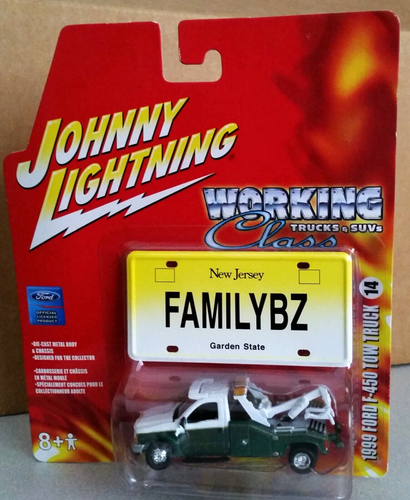 JOHNNY
LIGHTNING
WORKING
Class
TRUCKS & SUVs
Ford
OFFICIAL
LICENSED
PRODUCT
New Jersey
FAMILYBZ
Garden State
•DIE-CAST METAL BODY
& CHASSIS
•DESIGNED FOR THE COLLECTOR
•CARROSSERIE ET CHÂSSIS
EN MÉTAL MOULÉ
•SPÉCIALEMENT CONÇUES POUR LE
COLLECTIONNEUR ADULTE
8+
1999 FORD F-450 TOW TRUCK 14